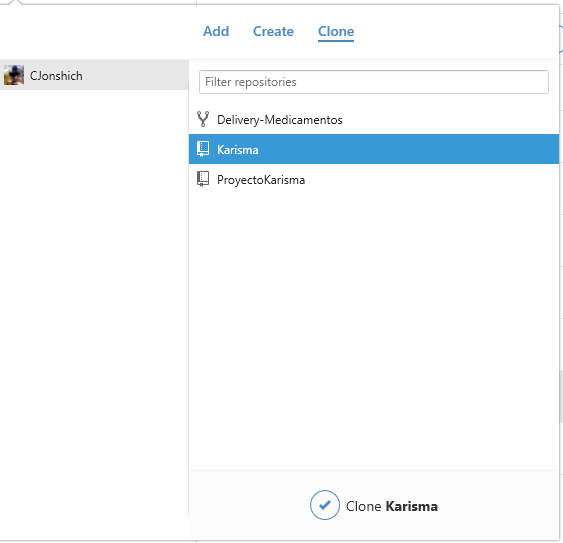 Add Create Clone
CJonshich
Filter repositories
Delivery-Medicamentos
Karisma
ProyectoKarisma
Clone Karisma